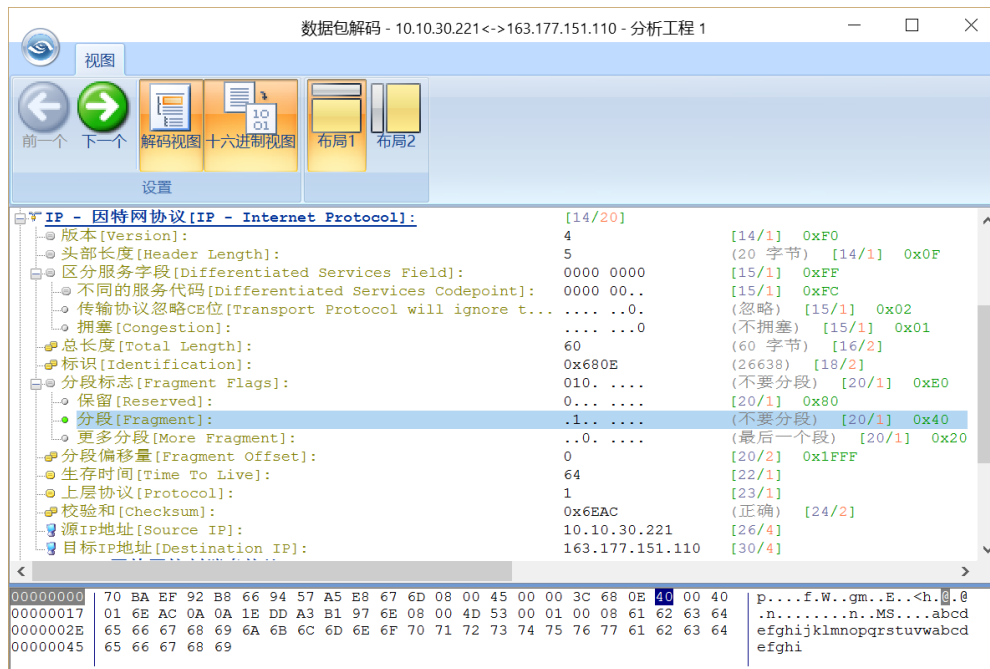 数据包解码 - 10.10.30.221<->163.177.151.110 - 分析工程 1
视图
前一个 下一个 解码视图 十六进制视图 布局1 布局2
设置
IP - 因特网协议[IP - Internet Protocol]: [14/20]
版本[Version]: 4 [14/1] 0xF0
头部长度[Header Length]: 5 (20 字节) [14/1] 0x0F
区分服务字段[Differentiated Services Field]: 0000 0000 [15/1] 0xFF
不同的服务代码[Differentiated Services Codepoint]: 0000 00.. [15/1] 0xFC
传输协议忽略CE位[Transport Protocol will ignore t... .... ..0. (忽略) [15/1] 0x02
拥塞[Congestion]: .... ...0 (不拥塞) [15/1] 0x01
总长度[Total Length]: 60 (60 字节) [16/2]
标识[Identification]: 0x680E (26638) [18/2]
分段标志[Fragment Flags]: 010. .... (不要分段) [20/1] 0xE0
保留[Reserved]: 0... .... [20/1] 0x80
分段[Fragment]: .1.. .... (不要分段) [20/1] 0x40
更多分段[More Fragment]: ..0. .... (最后一个段) [20/1] 0x20
分段偏移量[Fragment Offset]: 0 [20/2] 0x1FFF
生存时间[Time To Live]: 64 [22/1]
上层协议[Protocol]: 1 [23/1]
校验和[Checksum]: 0x6EAC (正确) [24/2]
源IP地址[Source IP]: 10.10.30.221 [26/4]
目标IP地址[Destination IP]: 163.177.151.110 [30/4]
00000000 70 BA EF 92 B8 66 94 57 A5 E8 67 6D 08 00 45 00 00 3C 68 0E 40 00 40 p....f.W..gm..E..<h.@.@
00000017 01 6E AC 0A 0A 1E DD A3 B1 97 6E 08 00 4D 53 00 01 00 08 61 62 63 64 .n........n..MS....abcd
0000002E 65 66 67 68 69 6A 6B 6C 6D 6E 6F 70 71 72 73 74 75 76 77 61 62 63 64 efghijklmnopqrstuvwabcd
00000045 65 66 67 68 69 efghi